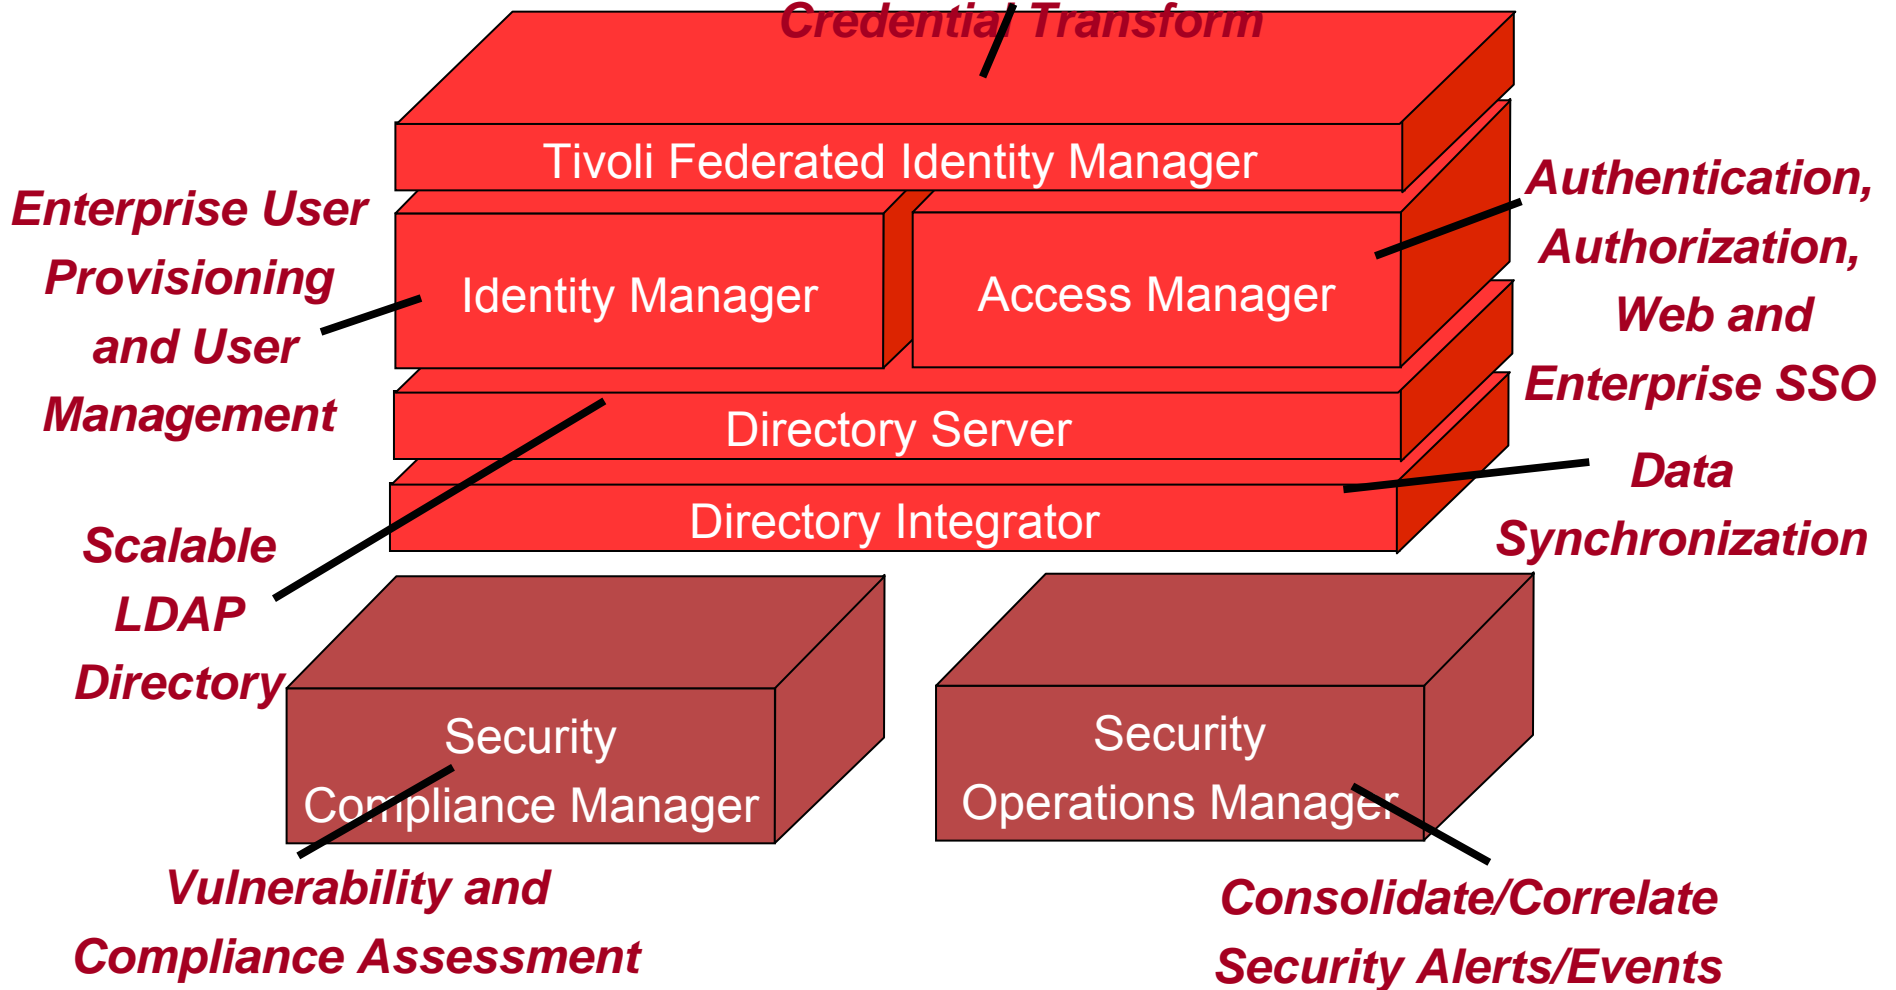 Credential Transform
Tivoli Federated Identity Manager
Enterprise User
Provisioning
and User
Management
Identity Manager
Access Manager
Authentication,
Authorization,
Web and
Enterprise SSO
Directory Server
Directory Integrator
Data
Synchronization
Scalable
LDAP
Directory
Security
Compliance Manager
Security
Operations Manager
Vulnerability and
Compliance Assessment
Consolidate/Correlate
Security Alerts/Events